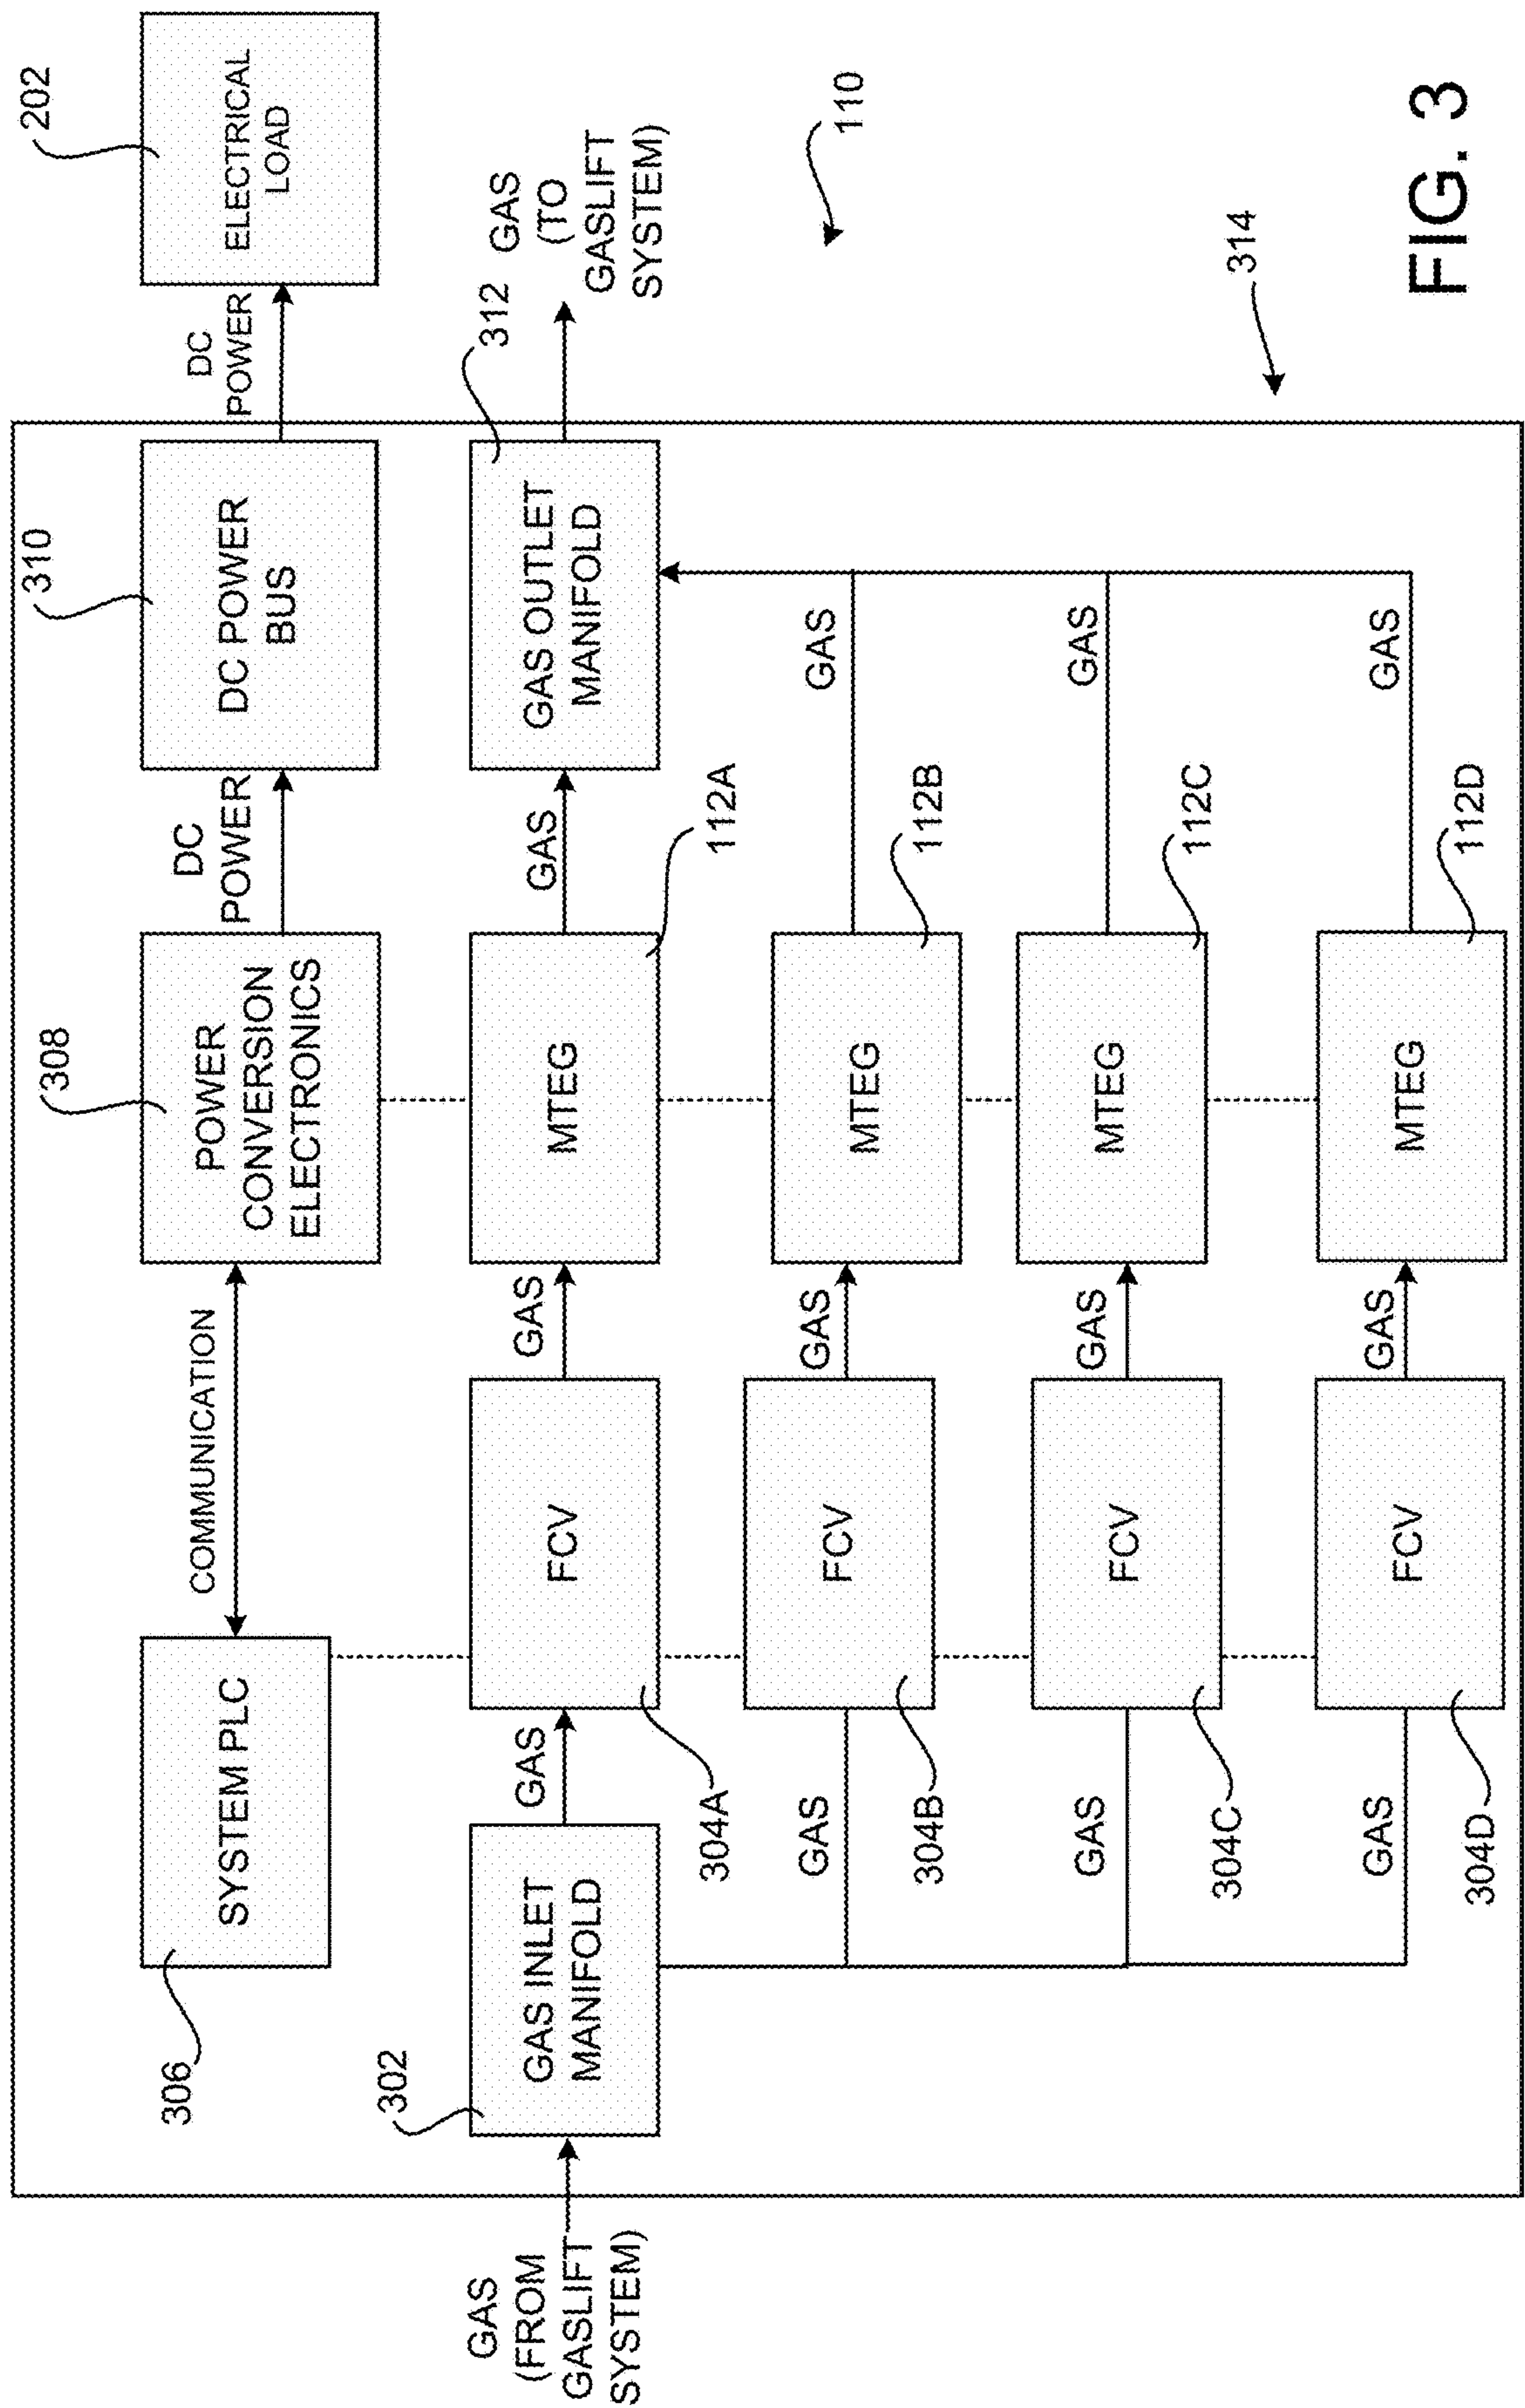 306
SYSTEM PLC
COMMUNICATION
308
POWER
CONVERSION
ELECTRONICS
DC
POWER
310
DC POWER
BUS
DC
POWER
202
ELECTRICAL
LOAD
GAS
(FROM
GASLIFT
SYSTEM)
302
GAS INLET
MANIFOLD
GAS
FCV
304A
GAS
MTEG
112A
GAS
GAS OUTLET
MANIFOLD
312
GAS
(TO
GASLIFT
SYSTEM)
GAS
FCV
304B
GAS
MTEG
112B
GAS
110
GAS
FCV
304C
GAS
MTEG
112C
GAS
GAS
FCV
304D
GAS
MTEG
112D
GAS
314
FIG. 3